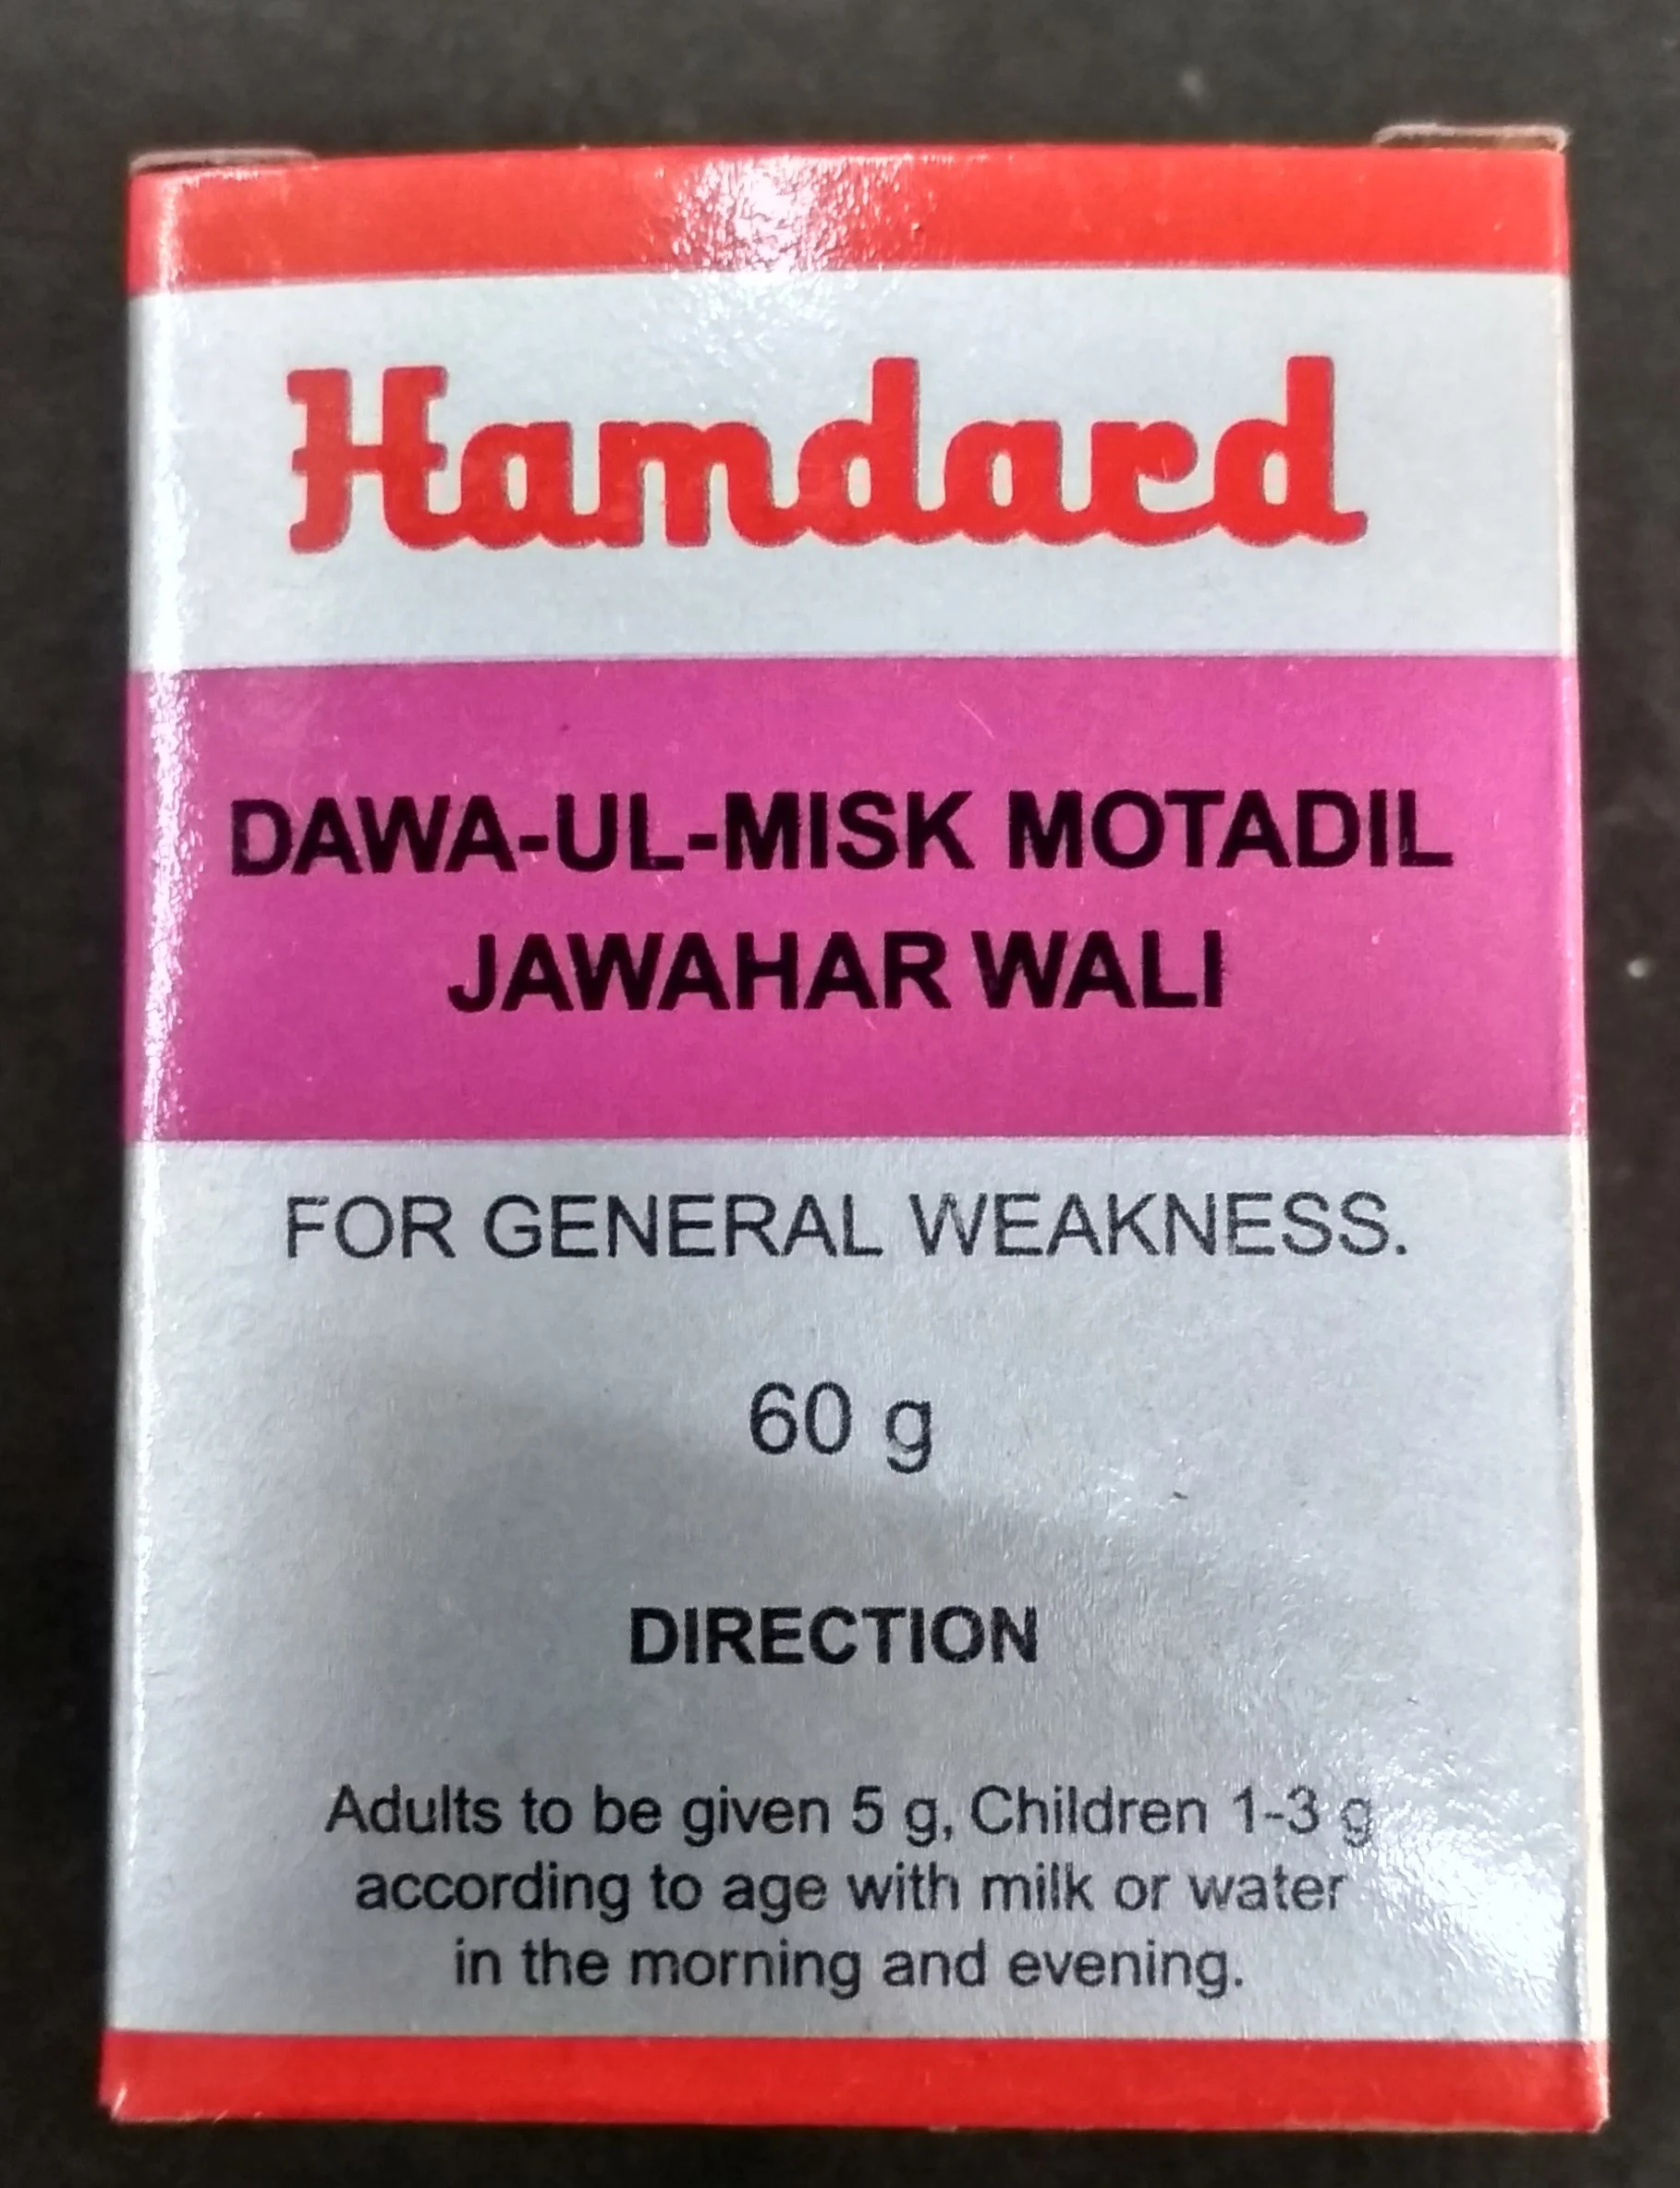 Hamdard
DAWA-UL-MISK MOTADIL
JAWAHAR WALI
FOR GENERAL WEAKNESS.
60 g
DIRECTION
Adults to be given 5 g, Children 1-3 g
according to age with milk or water
in the morning and evening.